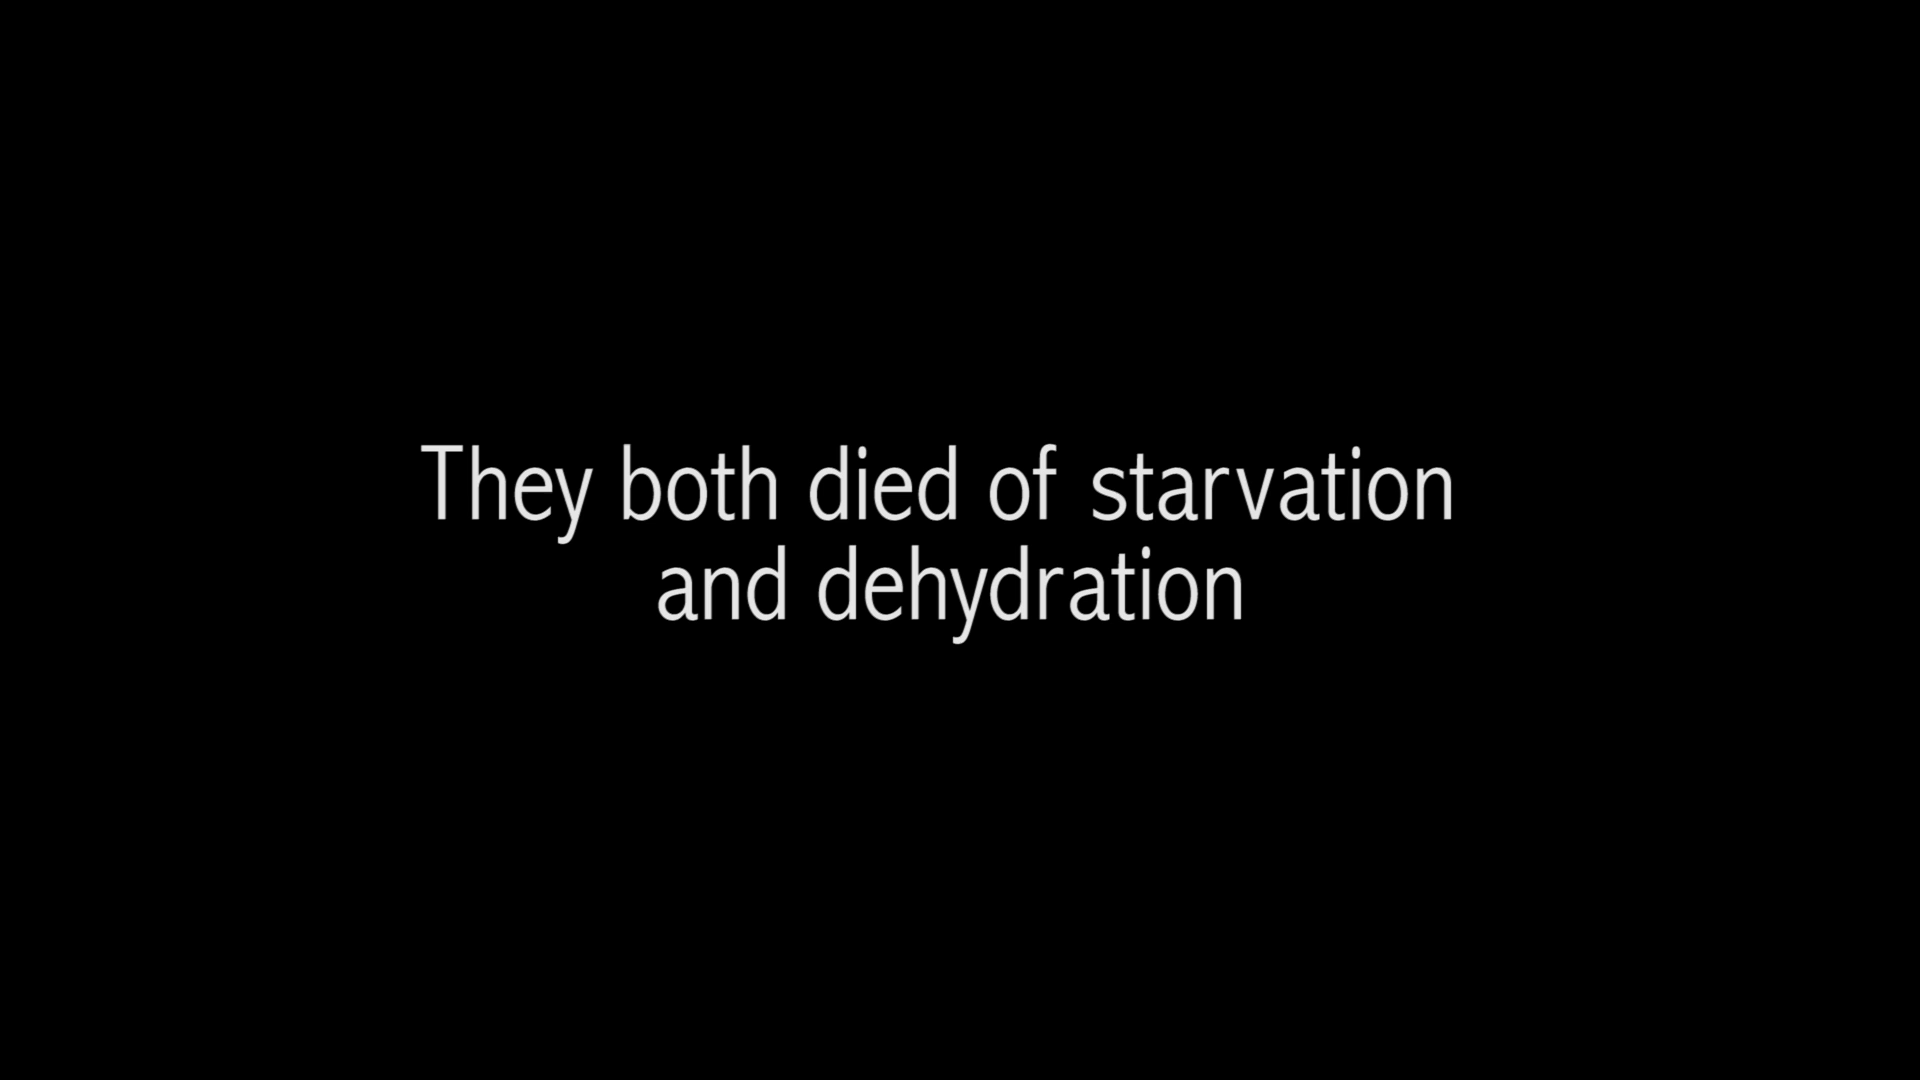 They both died of starvation
and dehydration